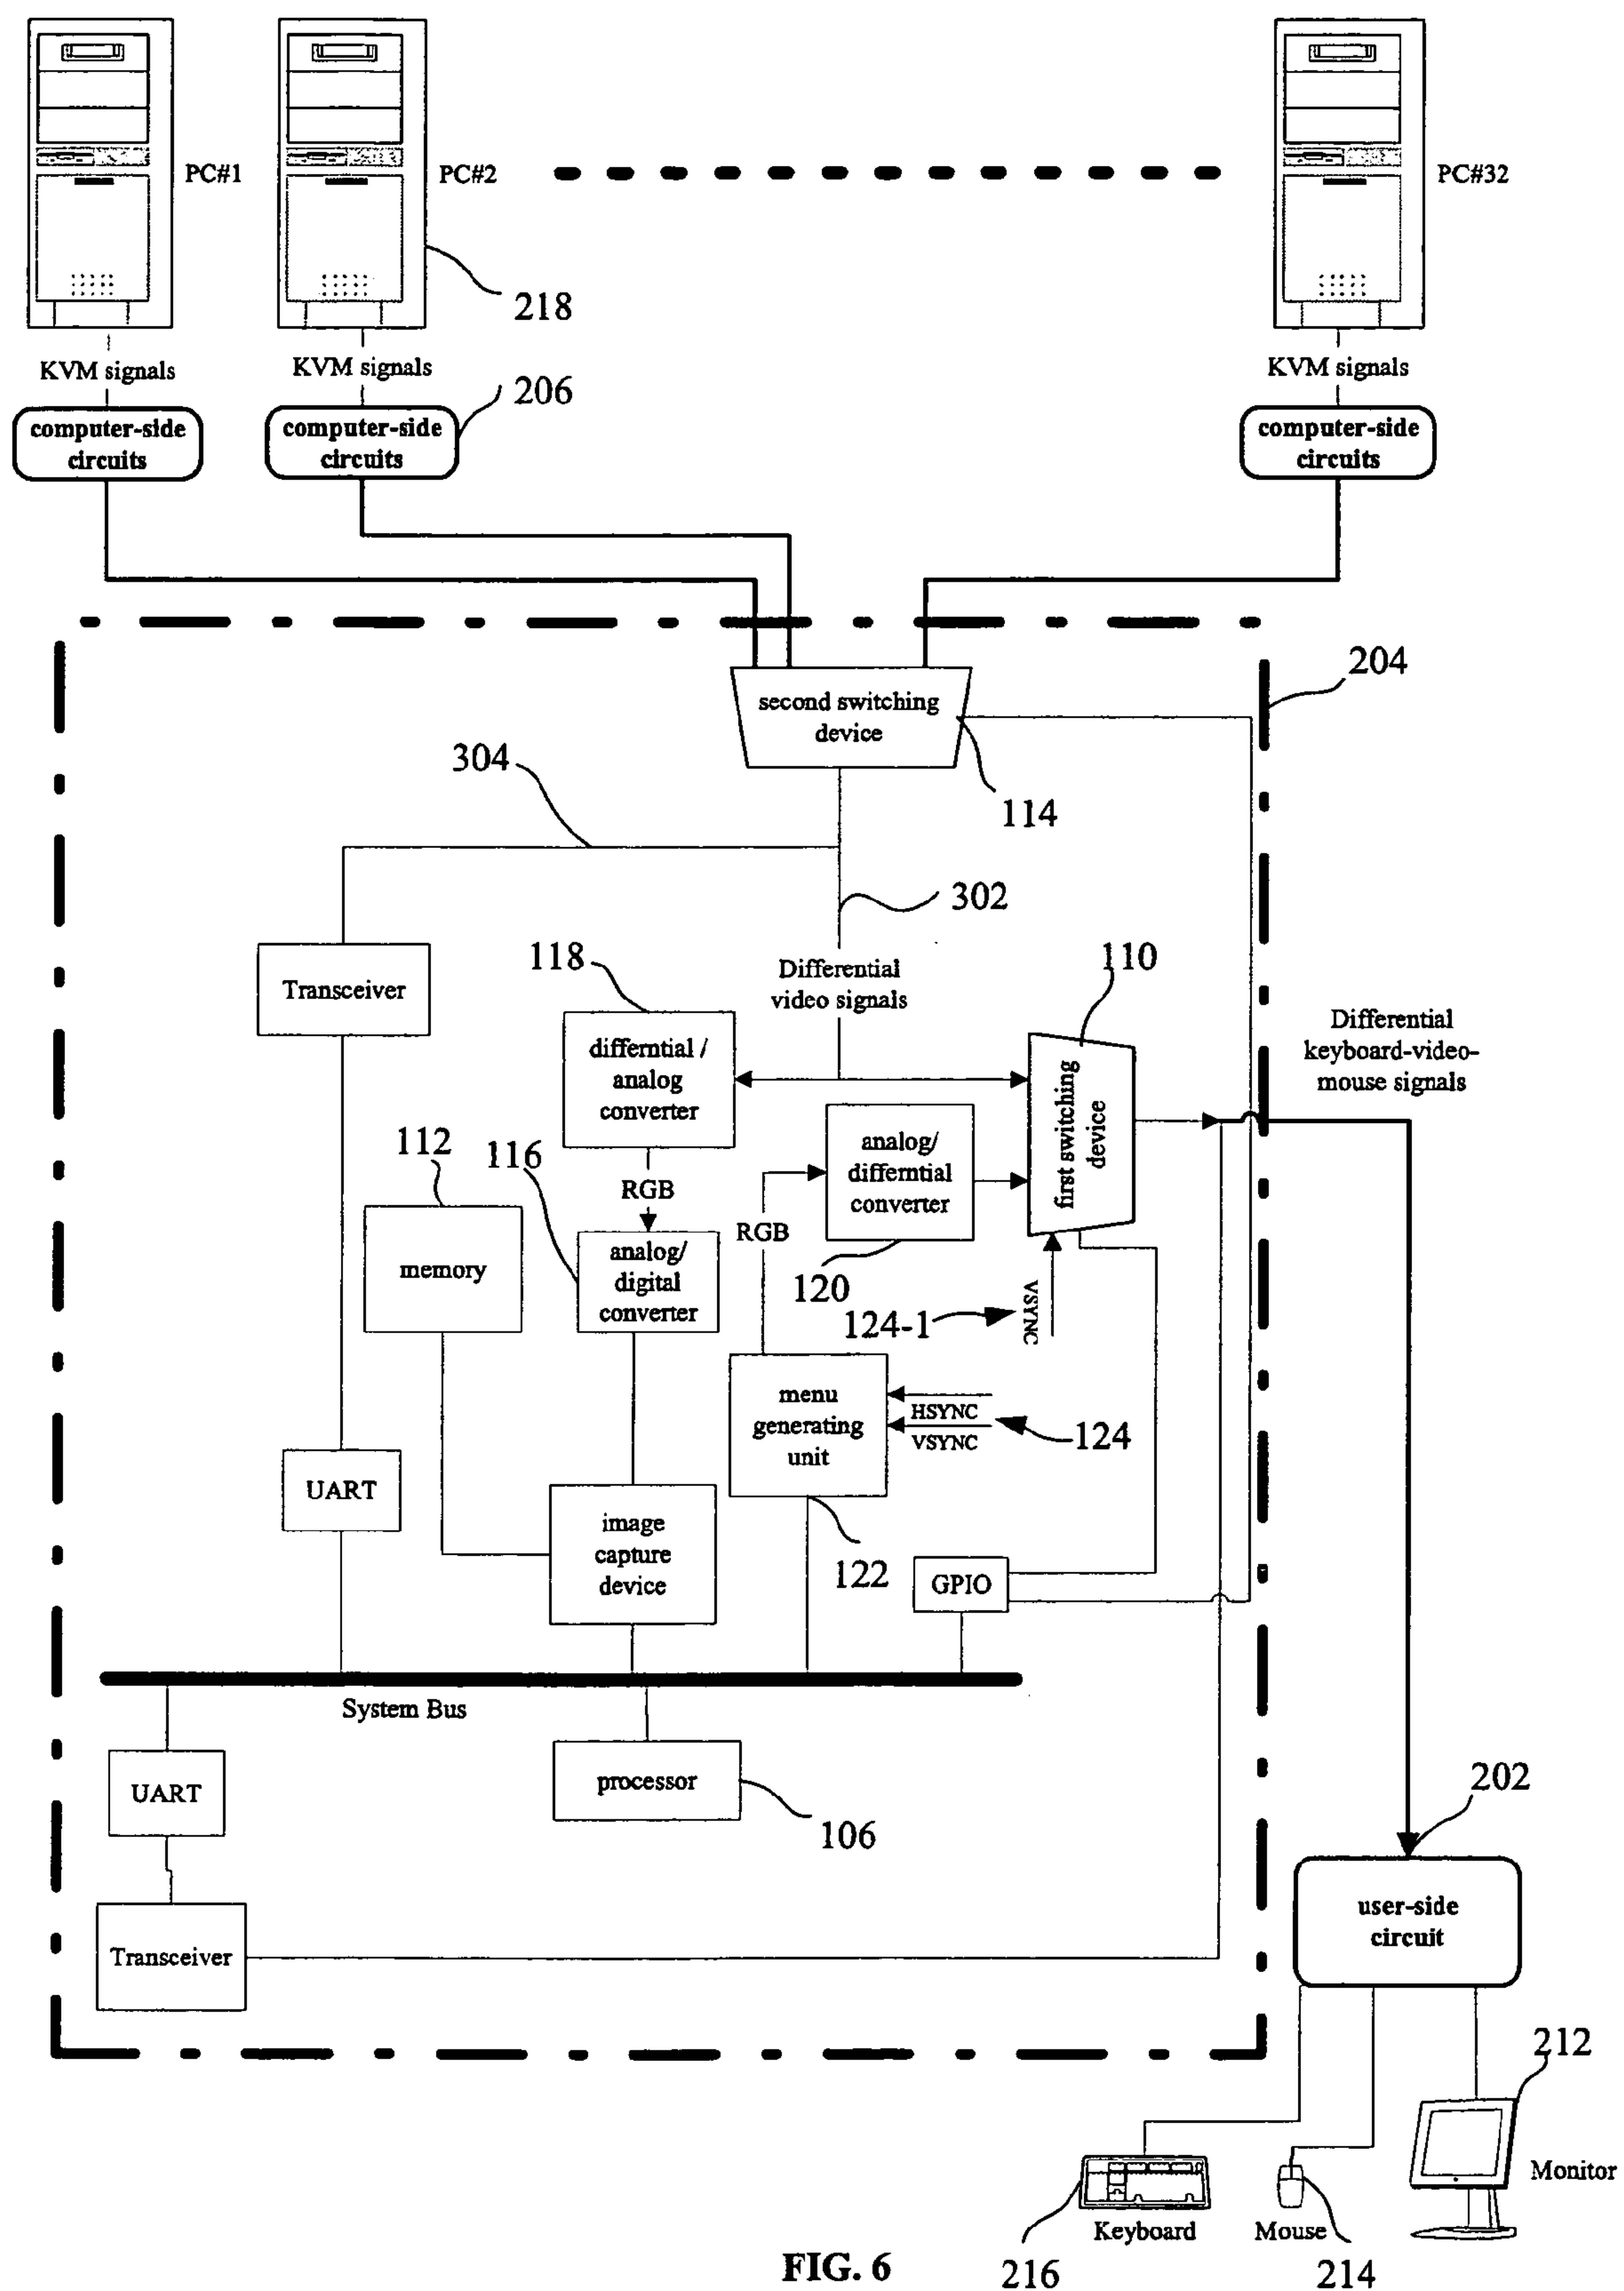 PC#1
PC#2
PC#32
218
KVM signals
KVM signals
KVM signals
206
computer-side
circuits
computer-side
circuits
computer-side
circuits
204
second switching
device
304
114
302
118
Differential
video signals
110
Transceiver
differntial /
analog
converter
Differential
keyboard-video-
mouse signals
first switching
device
112
116
analog/
differntial
converter
RGB
RGB
memory
analog/
digital
converter
120
124-1
VSYNC
menu
generating
unit
HSYNC
VSYNC
124
UART
image
capture
device
122
GPIO
System Bus
UART
processor
106
202
user-side
circuit
Transceiver
212
Monitor
Keyboard
Mouse
216
214
FIG. 6